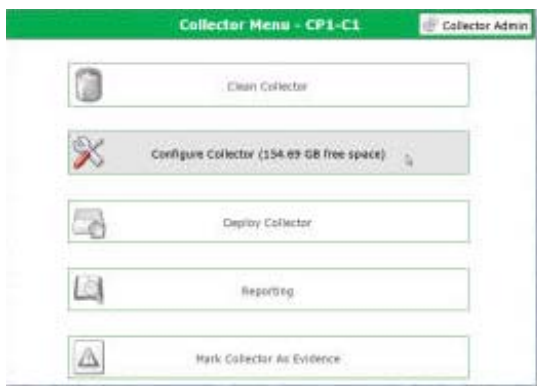 Collector Menu - CP1-C1
Collector Admin
Clean Collector
Configure Collector (154.69 GB free space)
Deploy Collector
Reporting
Mark Collector As Evidence